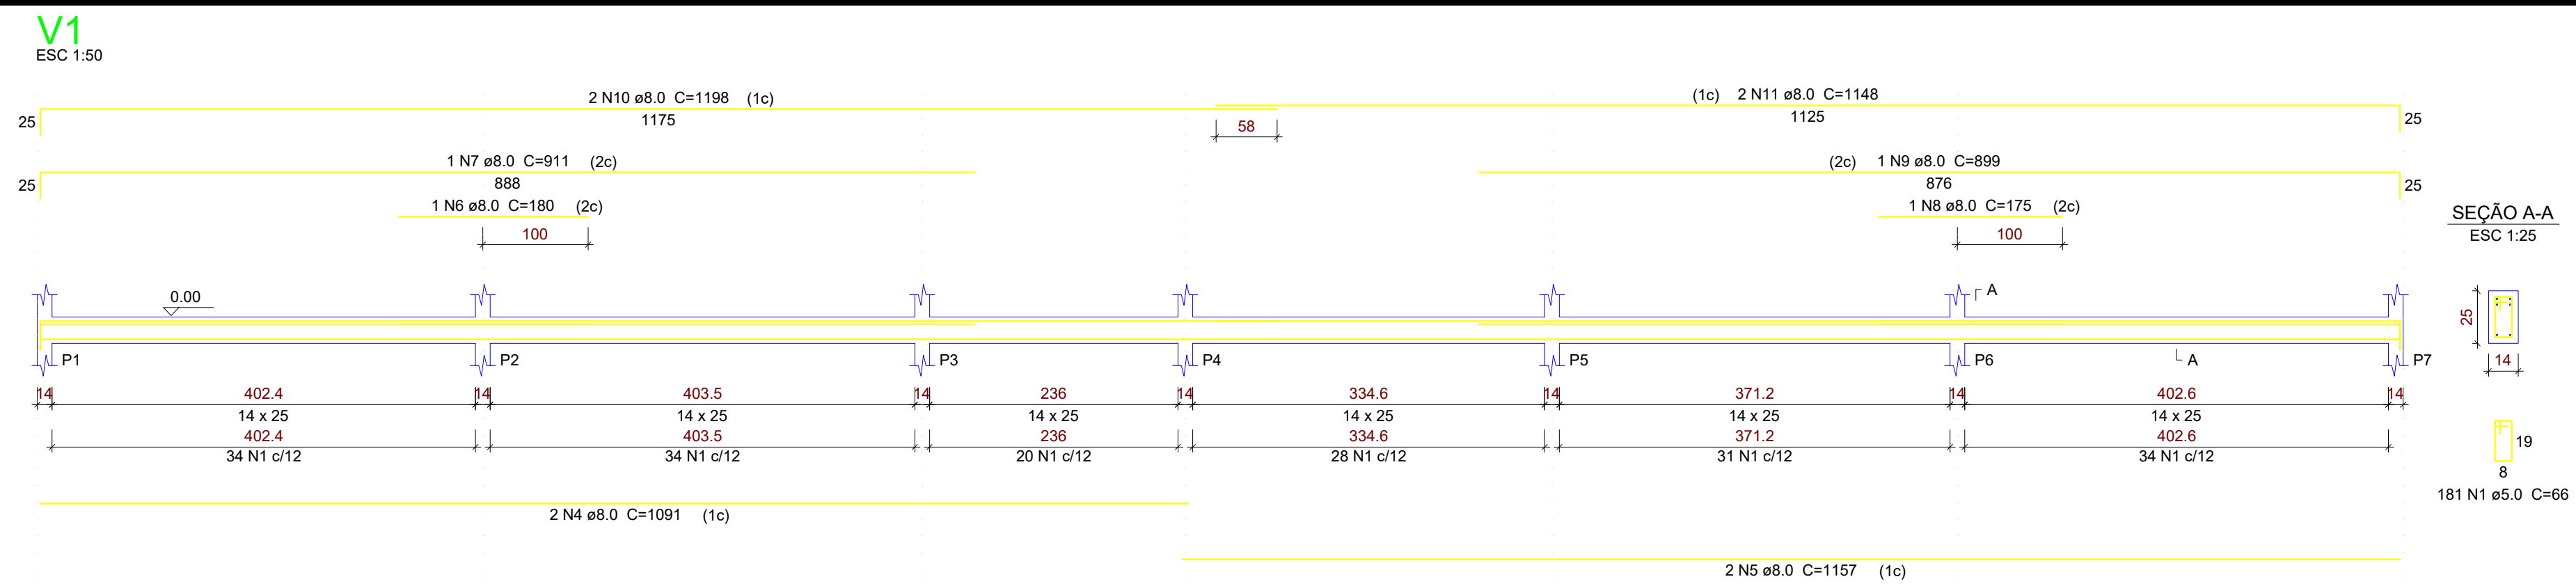 V1
ESC 1:50
2 N10 ø8.0 C=1198 (1c)
1175
25
58
(1c) 2 N11 ø8.0 C=1148
1125
25
1 N7 ø8.0 C=911 (2c)
888
25
(2c) 1 N9 ø8.0 C=899
876
25
1 N6 ø8.0 C=180 (2c)
100
1 N8 ø8.0 C=175 (2c)
100
SEÇÃO A-A
ESC 1:25
0.00
A
25
14
P1 P2 P3 P4 P5 P6 A P7
14 402.4 14 403.5 14 236 14 334.6 14 371.2 14 402.6 14
14 x 25 14 x 25 14 x 25 14 x 25 14 x 25 14 x 25
402.4 403.5 236 334.6 371.2 402.6
34 N1 c/12 34 N1 c/12 20 N1 c/12 28 N1 c/12 31 N1 c/12 34 N1 c/12
19
8
181 N1 ø5.0 C=66
2 N4 ø8.0 C=1091 (1c)
2 N5 ø8.0 C=1157 (1c)